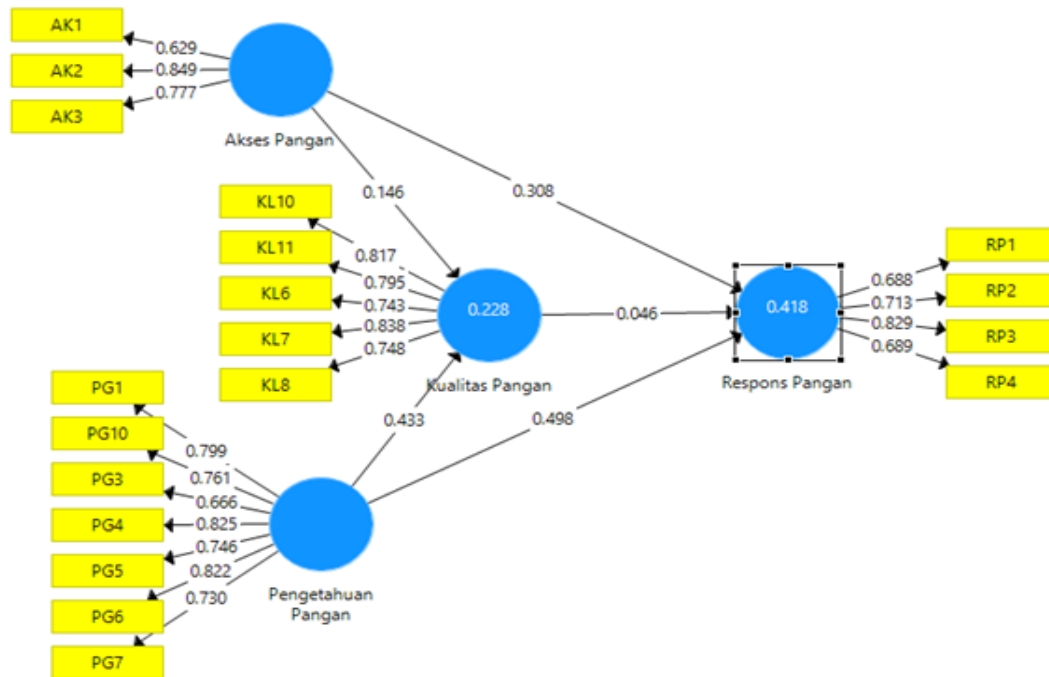 AK1
0.629
AK2
0.849
AK3
0.777
Akses Pangan
0.146
0.308
KL10
0.817
KL11
0.795
KL6
0.743
KL7
0.838
KL8
0.748
0.228
Kualitas Pangan
0.046
0.418
Respons Pangan
RP1
0.688
RP2
0.713
RP3
0.829
RP4
0.689
0.433
0.498
PG1
0.799
PG10
0.761
PG3
0.666
PG4
0.825
PG5
0.746
PG6
0.822
PG7
0.730
Pengetahuan
Pangan